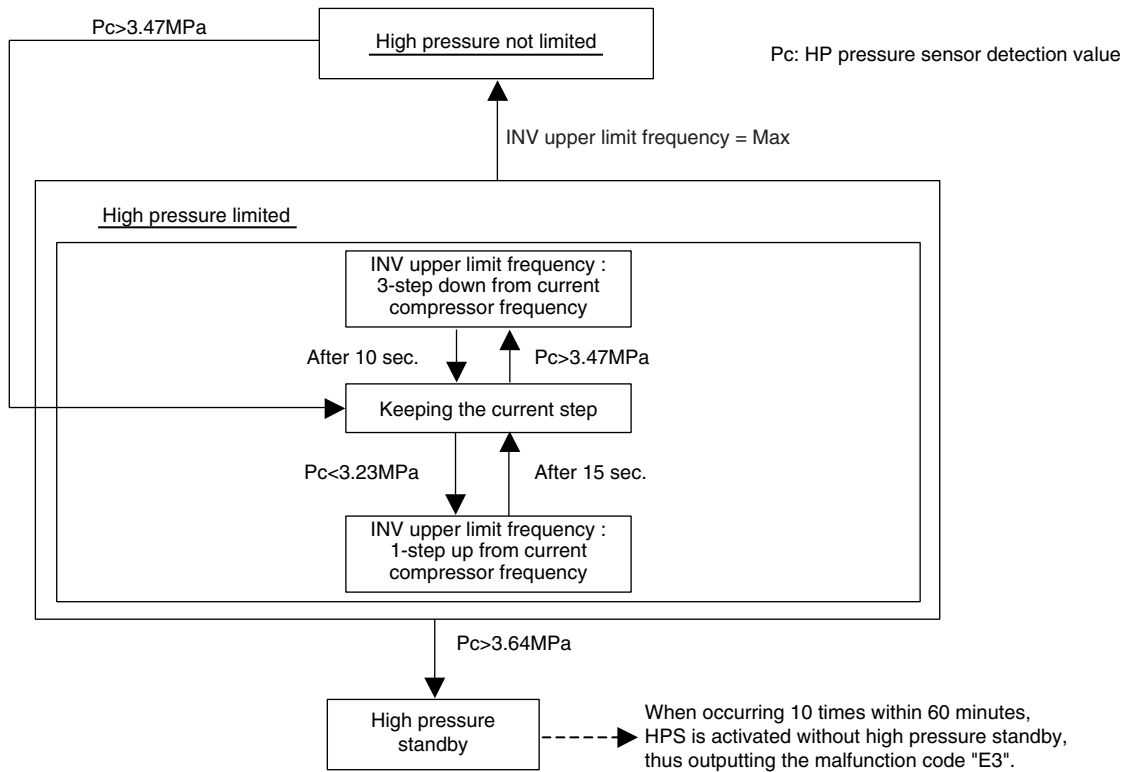 Pc>3.47MPa
High pressure not limited
Pc: HP pressure sensor detection value
INV upper limit frequency = Max
High pressure limited
INV upper limit frequency :
3-step down from current
compressor frequency
After 10 sec.
Pc>3.47MPa
Keeping the current step
Pc<3.23MPa
After 15 sec.
INV upper limit frequency :
1-step up from current
compressor frequency
Pc>3.64MPa
High pressure
standby
When occurring 10 times within 60 minutes,
HPS is activated without high pressure standby,
thus outputting the malfunction code "E3".